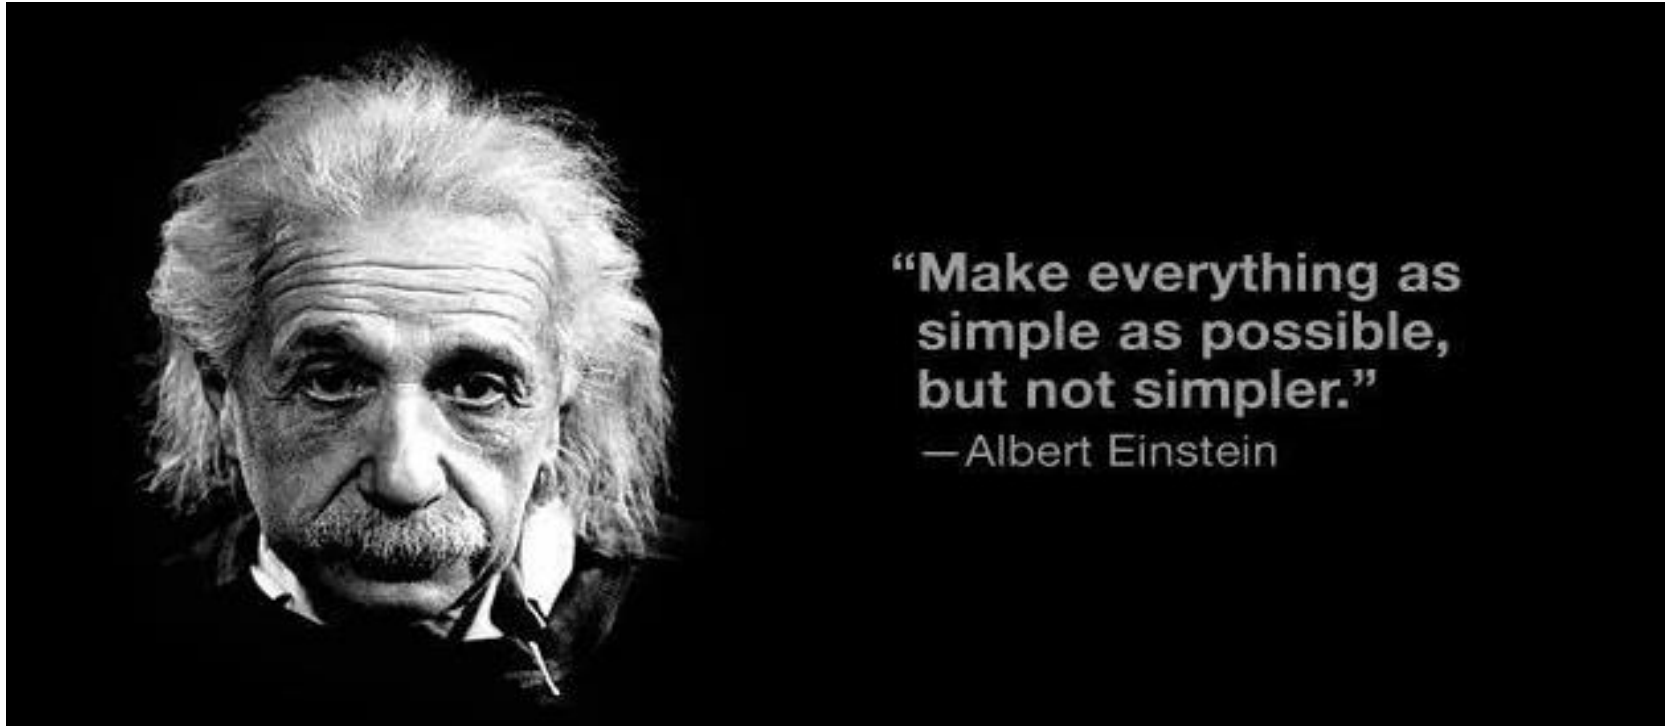 “Make everything as
simple as possible,
but not simpler.”
—Albert Einstein